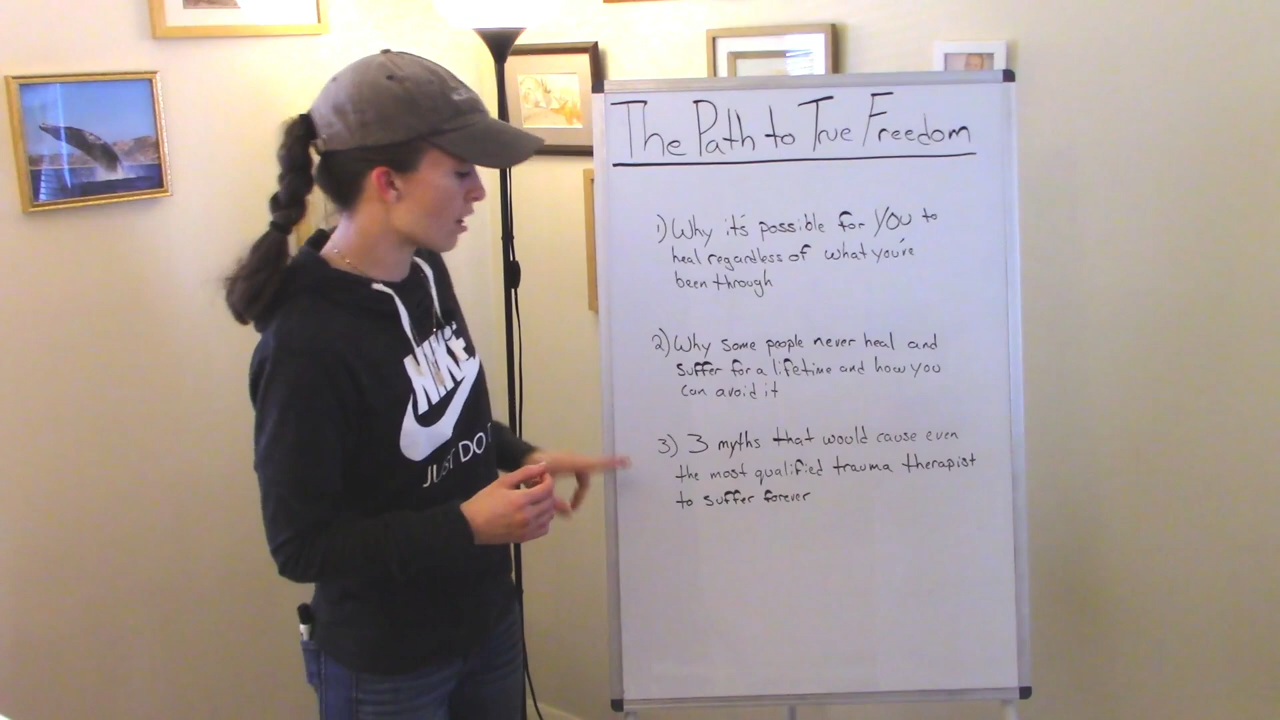 The Path to True Freedom
1) Why it's possible for YOU to
heal regardless of what you've
been through
2) Why some people never heal and
suffer for a lifetime and how you
can avoid it
3) 3 myths that would cause even
the most qualified trauma therapist
to suffer forever
NIKE
JUST DO